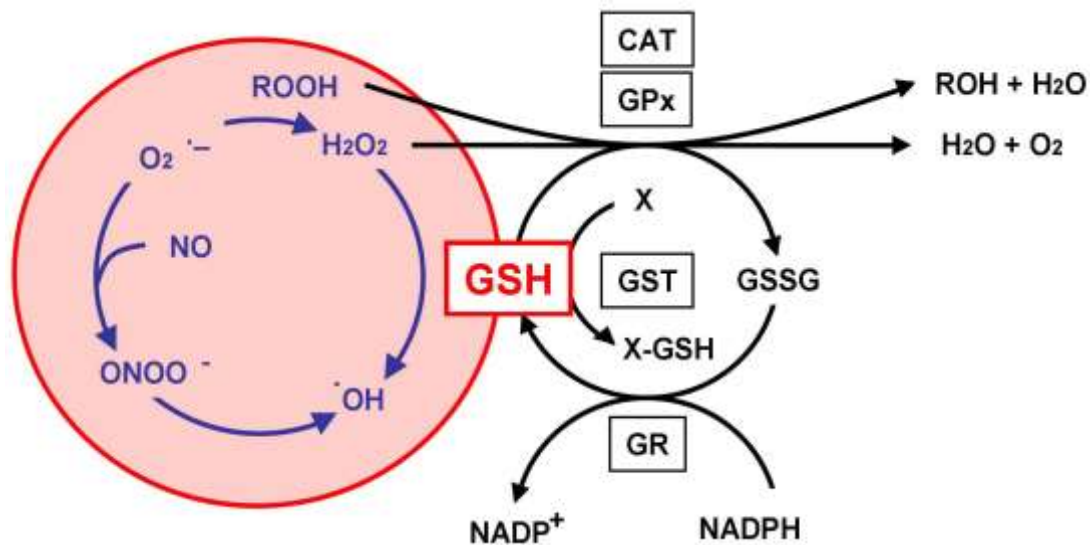 CAT
GPx
ROOH
ROH + H₂O
O₂ ˙–
H₂O₂
H₂O + O₂
X
NO
GSH
GST
GSSG
X-GSH
ONOO ⁻
⁻OH
GR
NADP⁺
NADPH